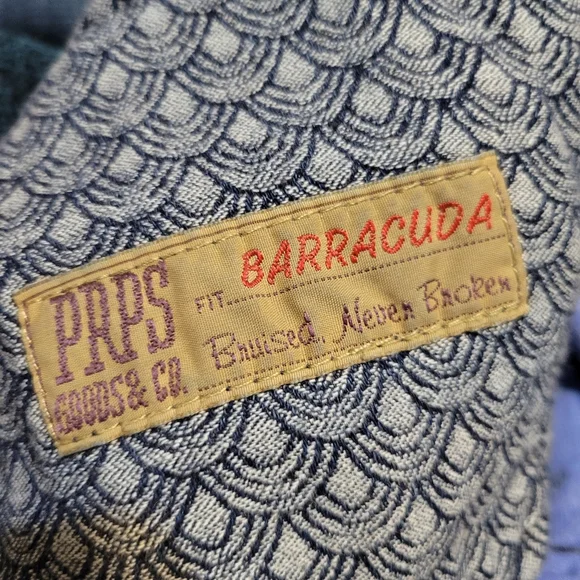 PRPS
GOODS & CO.
FIT BARRACUDA
Bruised, Never Broken